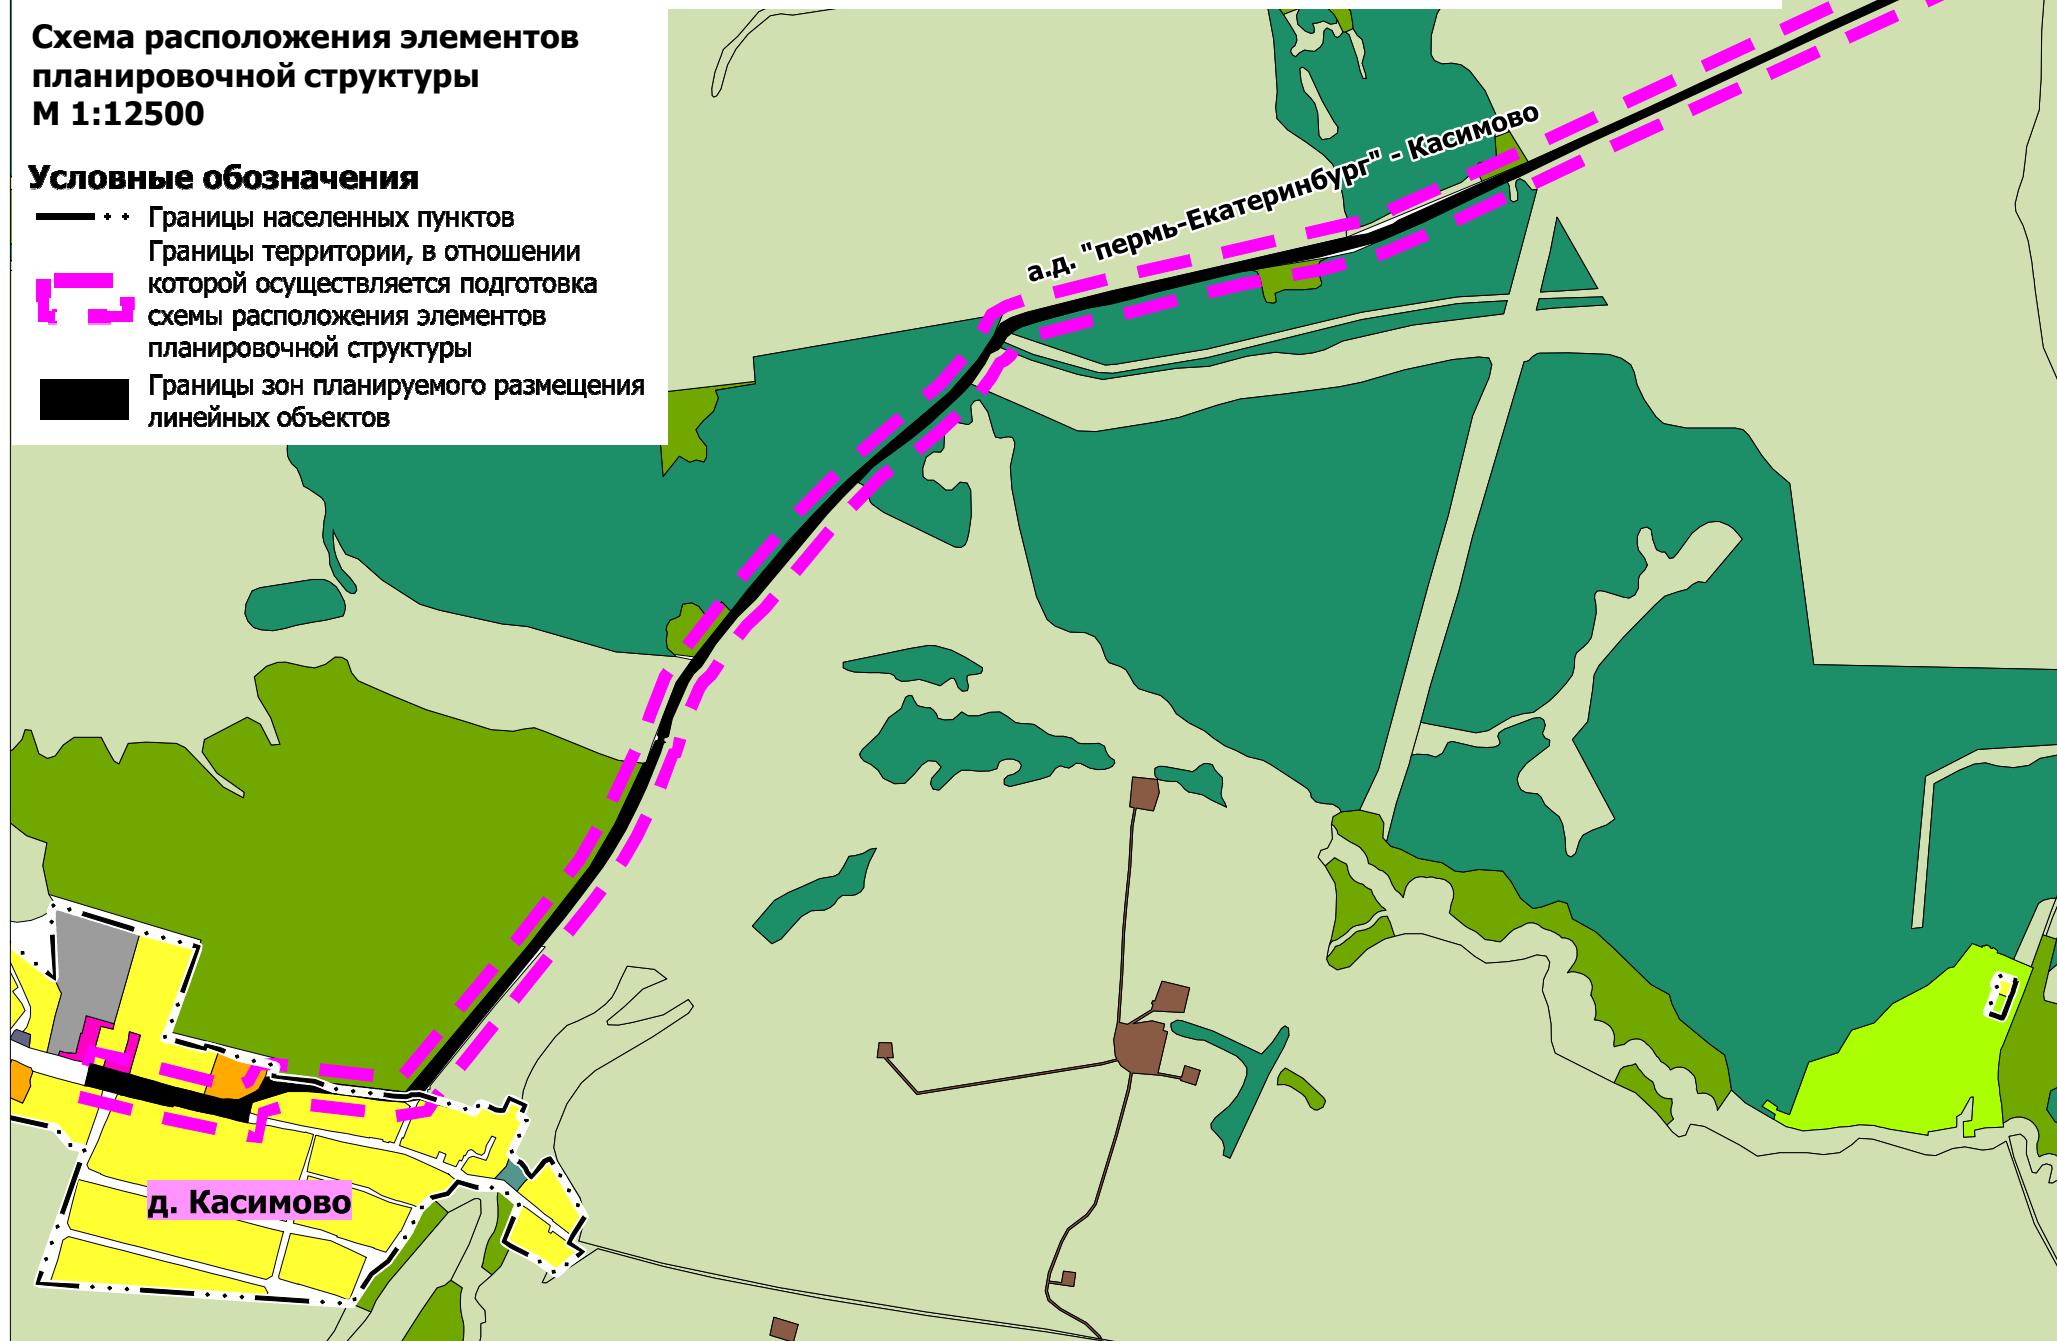 Схема расположения элементов
планировочной структуры
М 1:12500
Условные обозначения
Границы населенных пунктов
Границы территории, в отношении
которой осуществляется подготовка
схемы расположения элементов
планировочной структуры
Границы зон планируемого размещения
линейных объектов
а.д. "пермь-Екатеринбург" - Касимово
д. Касимово